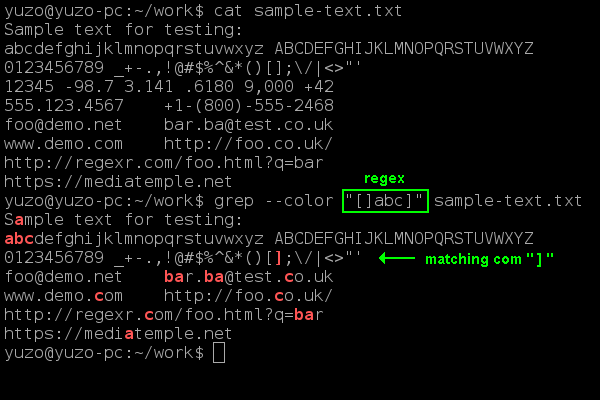 yuzo@yuzo-pc:~/work$ cat sample-text.txt
Sample text for testing:
abcdefghijklmnopqrstuvwxyz ABCDEFGHIJKLMNOPQRSTUVWXYZ
0123456789 _+-.,!@#$%^&*()[];\/|<>"'
12345 -98.7 3.141 .6180 9,000 +42
555.123.4567    +1-(800)-555-2468
foo@demo.net    bar.ba@test.co.uk
www.demo.com    http://foo.co.uk/
http://regexr.com/foo.html?q=bar
https://mediatemple.net
regex
yuzo@yuzo-pc:~/work$ grep --color "[]abc]" sample-text.txt
Sample text for testing:
abcdefghijklmnopqrstuvwxyz ABCDEFGHIJKLMNOPQRSTUVWXYZ
0123456789 _+-.,!@#$%^&*()[];\/|<>"' matching com "]"
foo@demo.net    bar.ba@test.co.uk
www.demo.com    http://foo.co.uk/
http://regexr.com/foo.html?q=bar
https://mediatemple.net
yuzo@yuzo-pc:~/work$